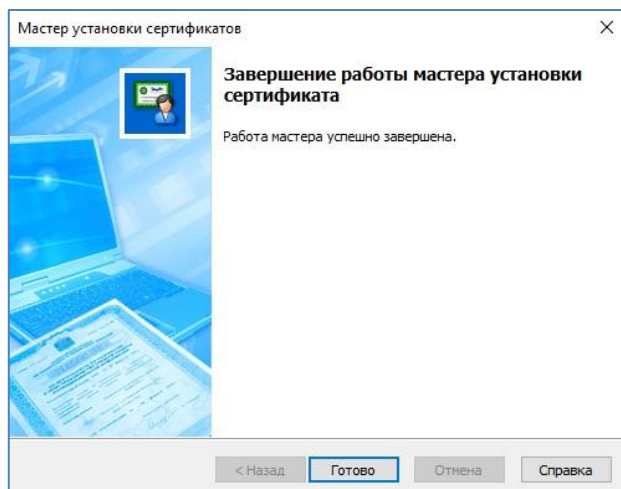 Мастер установки сертификатов
Завершение работы мастера установки
сертификата
Работа мастера успешно завершена.
< Назад
Готово
Отмена
Справка